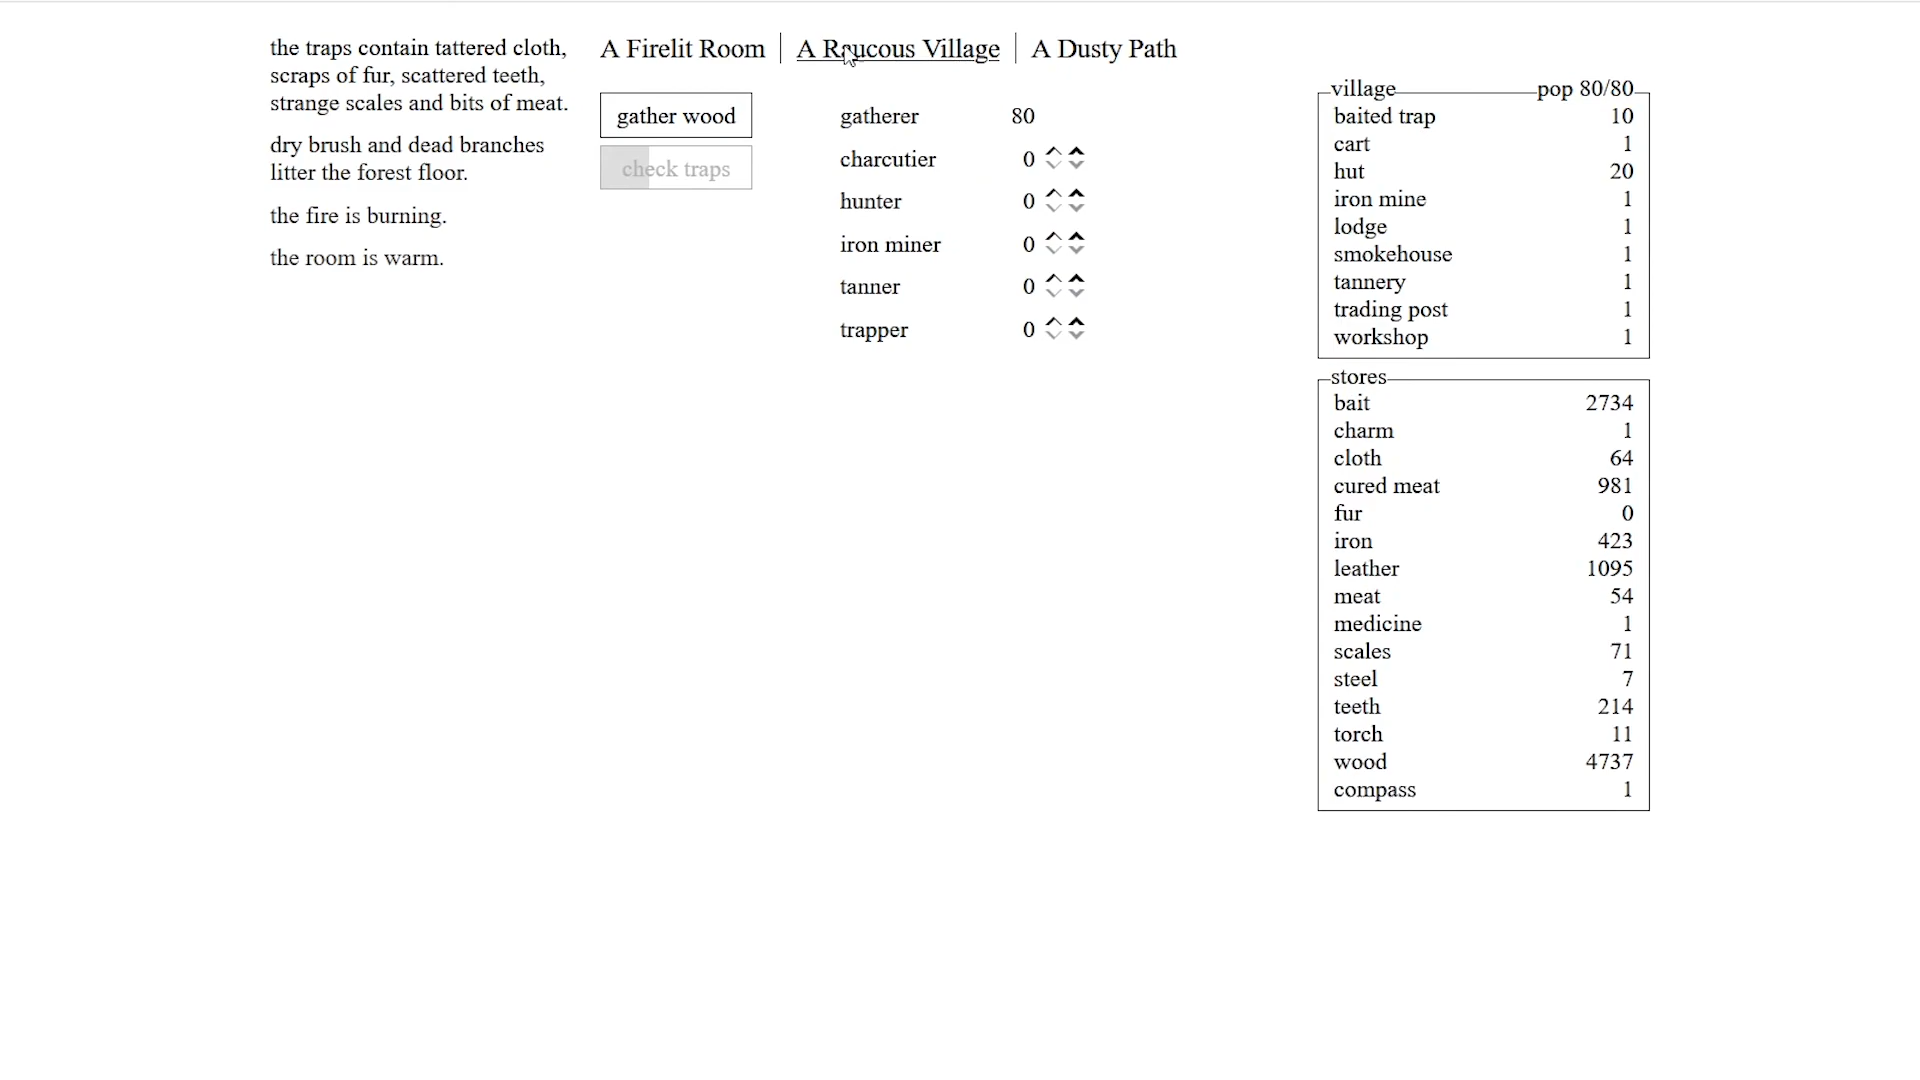 the traps contain tattered cloth,
scraps of fur, scattered teeth,
strange scales and bits of meat.
dry brush and dead branches
litter the forest floor.
the fire is burning.
the room is warm.
A Firelit Room | A Raucous Village | A Dusty Path
gather wood
check traps
gatherer 80
charcutier 0
hunter 0
iron miner 0
tanner 0
trapper 0
village pop 80/80
baited trap 10
cart 1
hut 20
iron mine 1
lodge 1
smokehouse 1
tannery 1
trading post 1
workshop 1
stores
bait 2734
charm 1
cloth 64
cured meat 981
fur 0
iron 423
leather 1095
meat 54
medicine 1
scales 71
steel 7
teeth 214
torch 11
wood 4737
compass 1